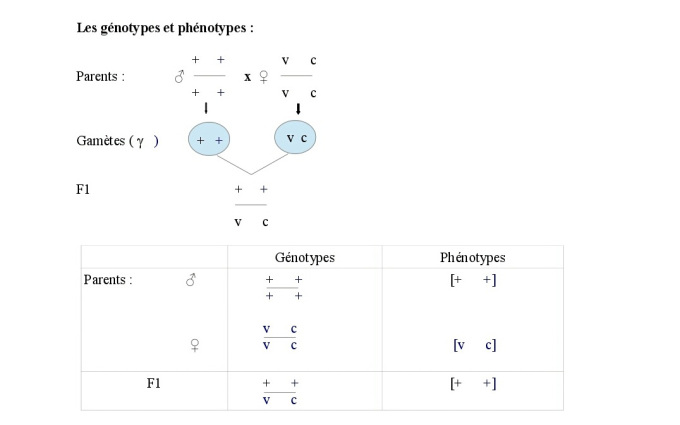 Les génotypes et phénotypes :
+ + v c
Parents : ♂ x ♀
+ + v c
Gamètes ( γ ) + + v c
F1 + +
v c
Génotypes Phénotypes
Parents : ♂ + + [+ +]
+ +
v c
♀ v c [v c]
F1 + + [+ +]
v c